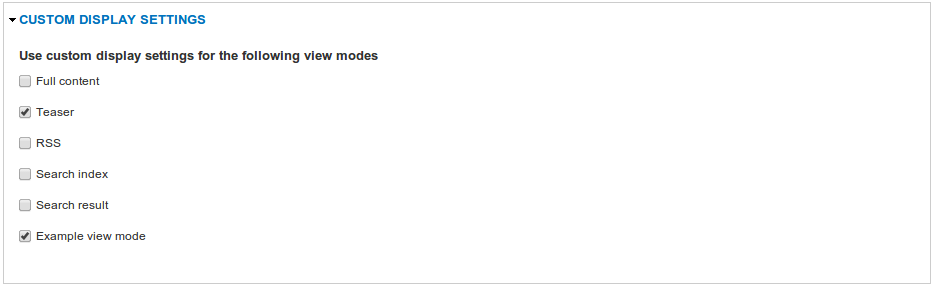 CUSTOM DISPLAY SETTINGS
Use custom display settings for the following view modes
Full content
Teaser
RSS
Search index
Search result
Example view mode